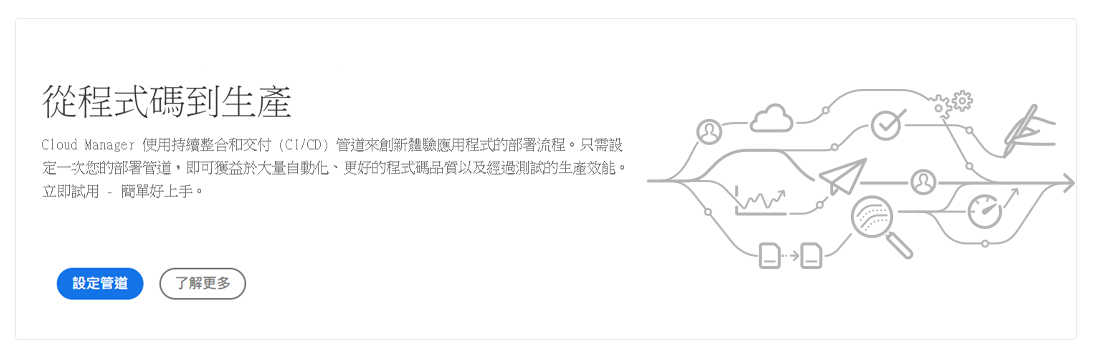 從程式碼到生產
Cloud Manager 使用持續整合和交付 (CI/CD) 管道來創新體驗應用程式的部署流程。只需設
定一次您的部署管道，即可獲益於大量自動化、更好的程式碼品質以及經過測試的生產效能。
立即試用 - 簡單好上手。
設定管道
了解更多